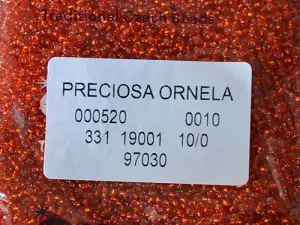 Traditional Czech Beads
PRECIOSA ORNELA
000520 0010
331 19001 10/0
97030